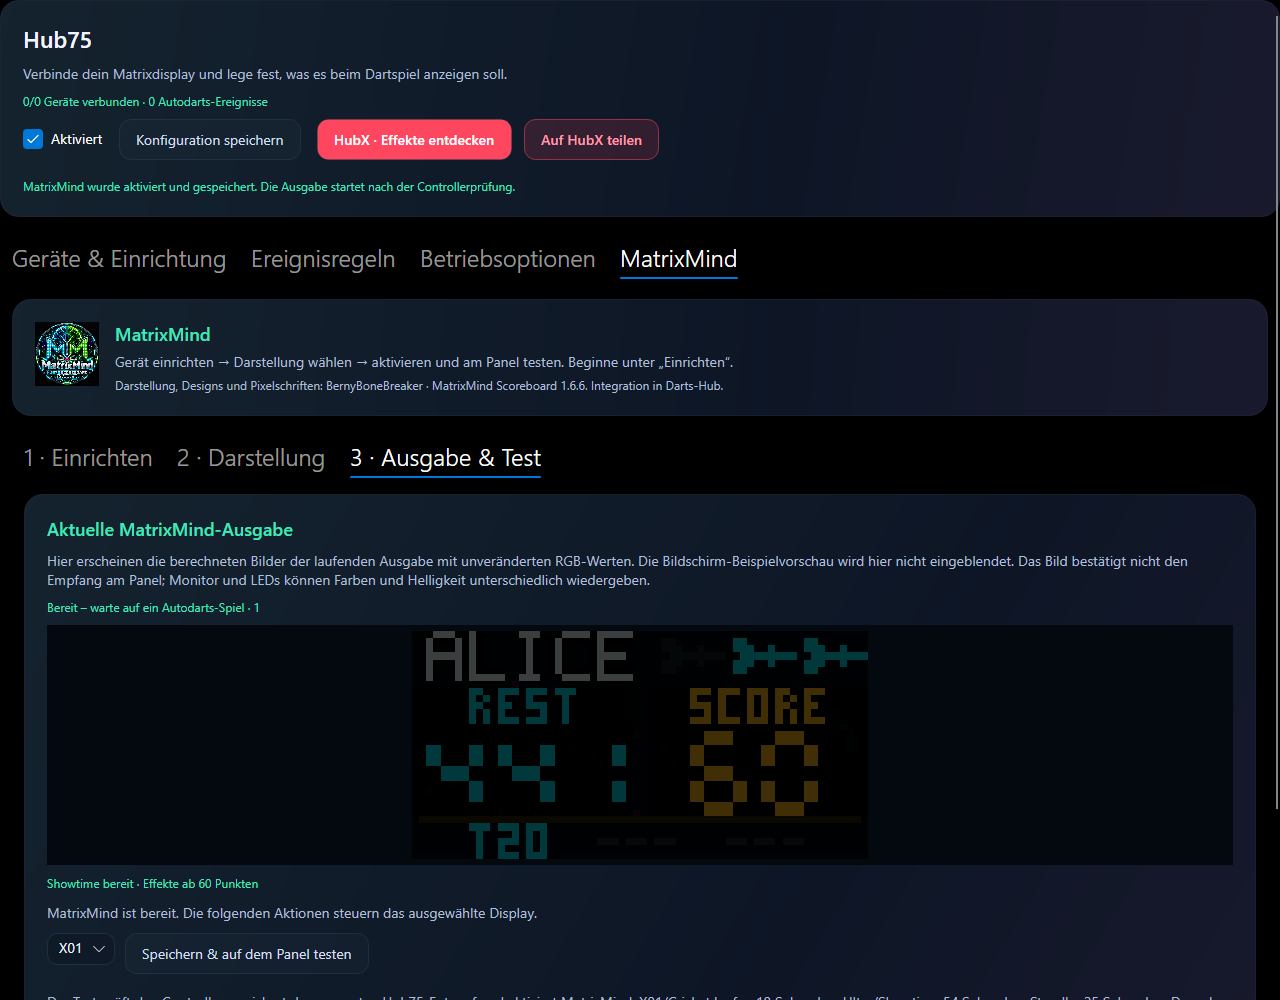 Hub75
Verbinde dein Matrixdisplay und lege fest, was es beim Dartspiel anzeigen soll.
0/0 Geräte verbunden · 0 Autodarts-Ereignisse
Aktiviert
Konfiguration speichern
HubX · Effekte entdecken
Auf HubX teilen
MatrixMind wurde aktiviert und gespeichert. Die Ausgabe startet nach der Controllerprüfung.
Geräte & Einrichtung
Ereignisregeln
Betriebsoptionen
MatrixMind
MatrixMind
Gerät einrichten → Darstellung wählen → aktivieren und am Panel testen. Beginne unter „Einrichten“.
Darstellung, Designs und Pixelschriften: BernyBoneBreaker · MatrixMind Scoreboard 1.6.6. Integration in Darts-Hub.
1 · Einrichten
2 · Darstellung
3 · Ausgabe & Test
Aktuelle MatrixMind-Ausgabe
Hier erscheinen die berechneten Bilder der laufenden Ausgabe mit unveränderten RGB-Werten. Die Bildschirm-Beispielvorschau wird hier nicht eingeblendet. Das Bild bestätigt nicht den
Empfang am Panel; Monitor und LEDs können Farben und Helligkeit unterschiedlich wiedergeben.
Bereit – warte auf ein Autodarts-Spiel · 1
ALICE
REST SCORE
441 60
T20 --- ---
Showtime bereit · Effekte ab 60 Punkten
MatrixMind ist bereit. Die folgenden Aktionen steuern das ausgewählte Display.
X01
Speichern & auf dem Panel testen